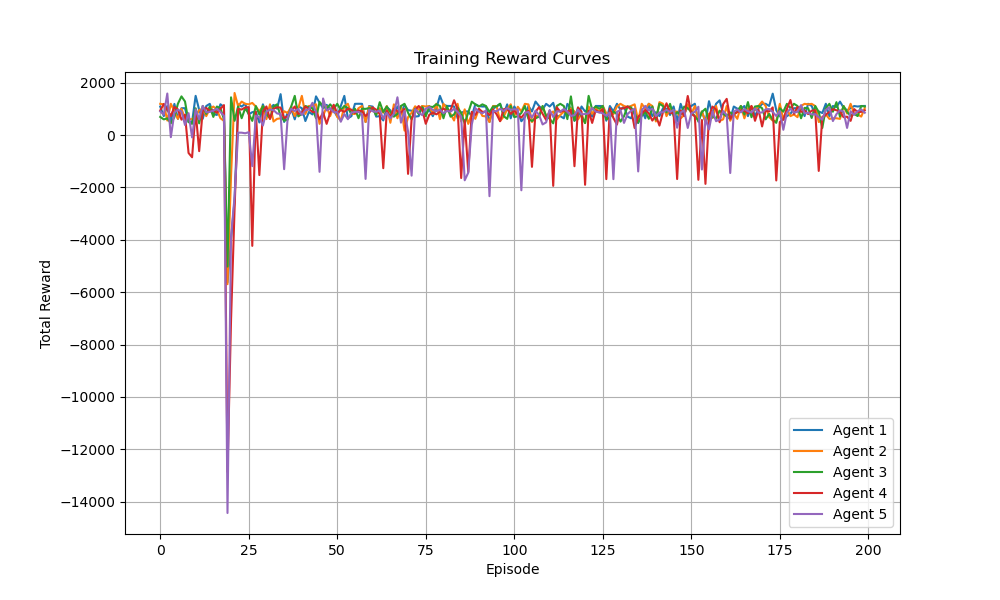 Training Reward Curves
2000
0
−2000
−4000
−6000
−8000
−10000
−12000
−14000
Total Reward
0 25 50 75 100 125 150 175 200
Episode
Agent 1
Agent 2
Agent 3
Agent 4
Agent 5